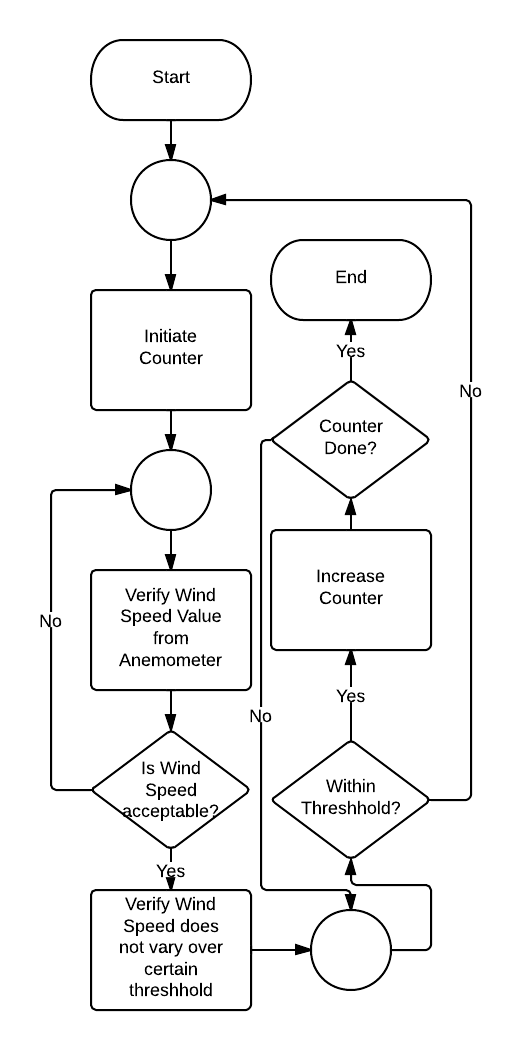 Start
Initiate
Counter
Verify Wind
Speed Value
from
Anemometer
Is Wind
Speed
acceptable?
No
Yes
Verify Wind
Speed does
not vary over
certain
threshhold
Within
Threshhold?
No
Yes
Increase
Counter
Counter
Done?
No
Yes
End